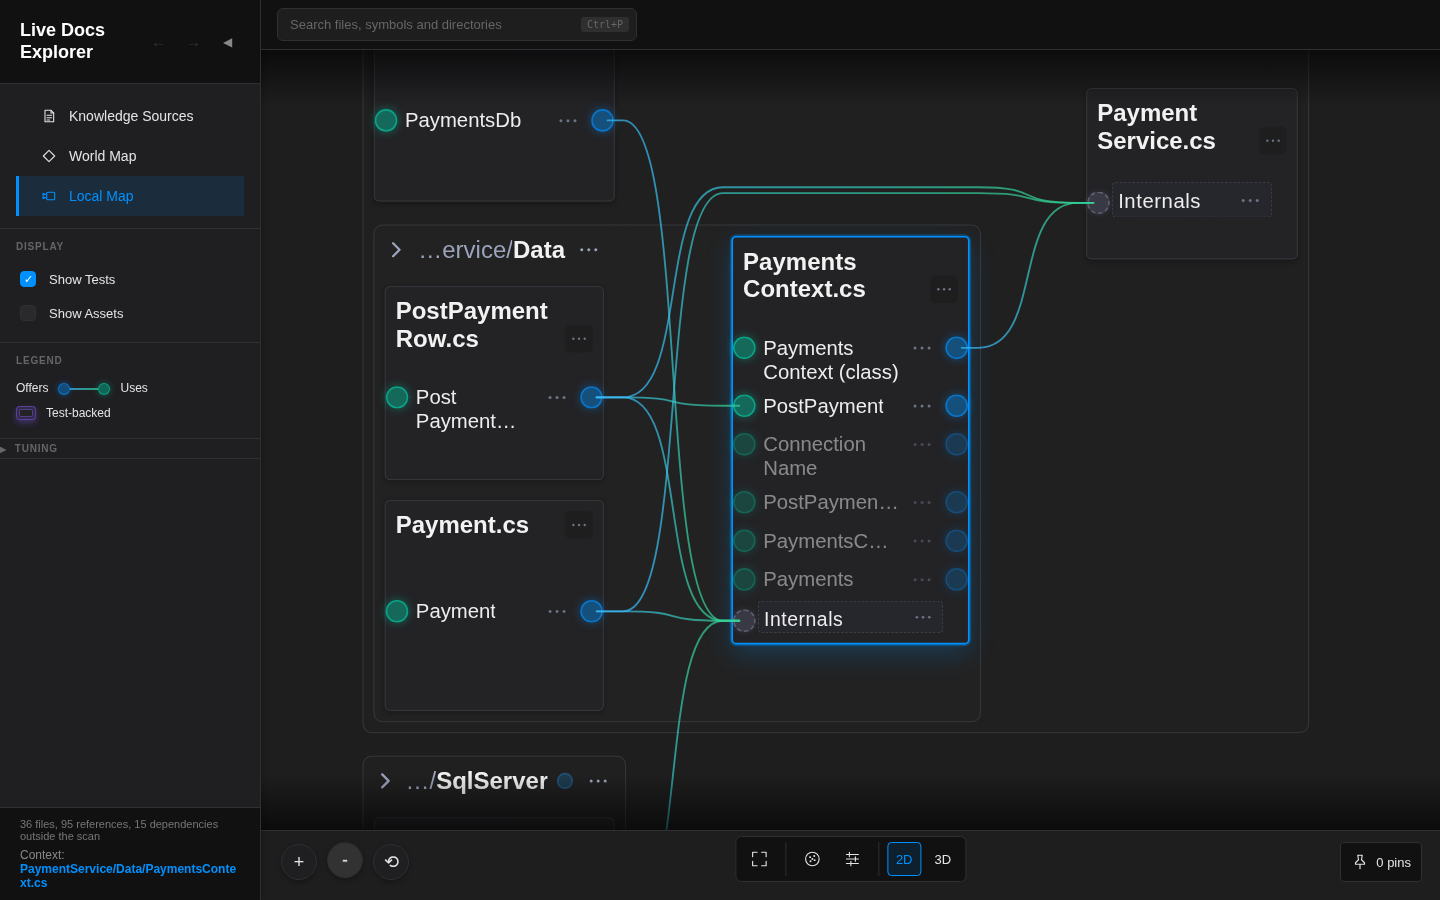 Live Docs
Explorer
← → ◀
Search files, symbols and directories
Ctrl+P
Knowledge Sources
World Map
Local Map
DISPLAY
Show Tests
Show Assets
LEGEND
Offers
Uses
Test-backed
TUNING
36 files, 95 references, 15 dependencies
outside the scan
Context:
PaymentService/Data/PaymentsConte
xt.cs
PaymentsDb
…ervice/Data
PostPayment
Row.cs
Post
Payment…
Payment.cs
Payment
Payments
Context.cs
Payments
Context (class)
PostPayment
Connection
Name
PostPaymen…
PaymentsC…
Payments
Internals
Payment
Service.cs
Internals
…/SqlServer
+
-
⟲
2D
3D
0 pins